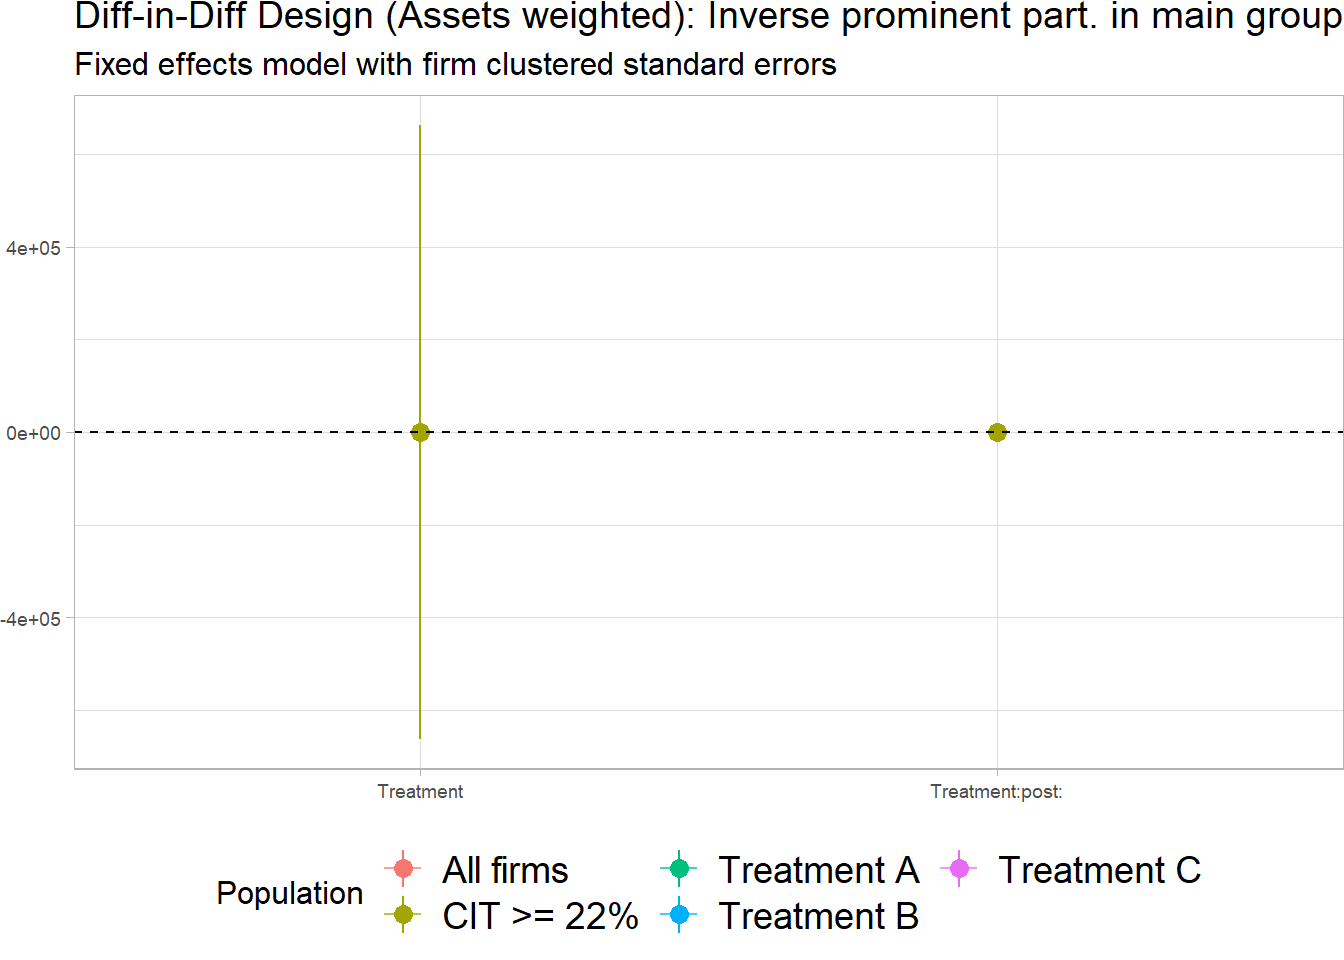 Diff-in-Diff Design (Assets weighted): Inverse prominent part. in main group
Fixed effects model with firm clustered standard errors
4e+05
0e+00
-4e+05
Treatment
Treatment:post:
Population
All firms
CIT >= 22%
Treatment A
Treatment B
Treatment C